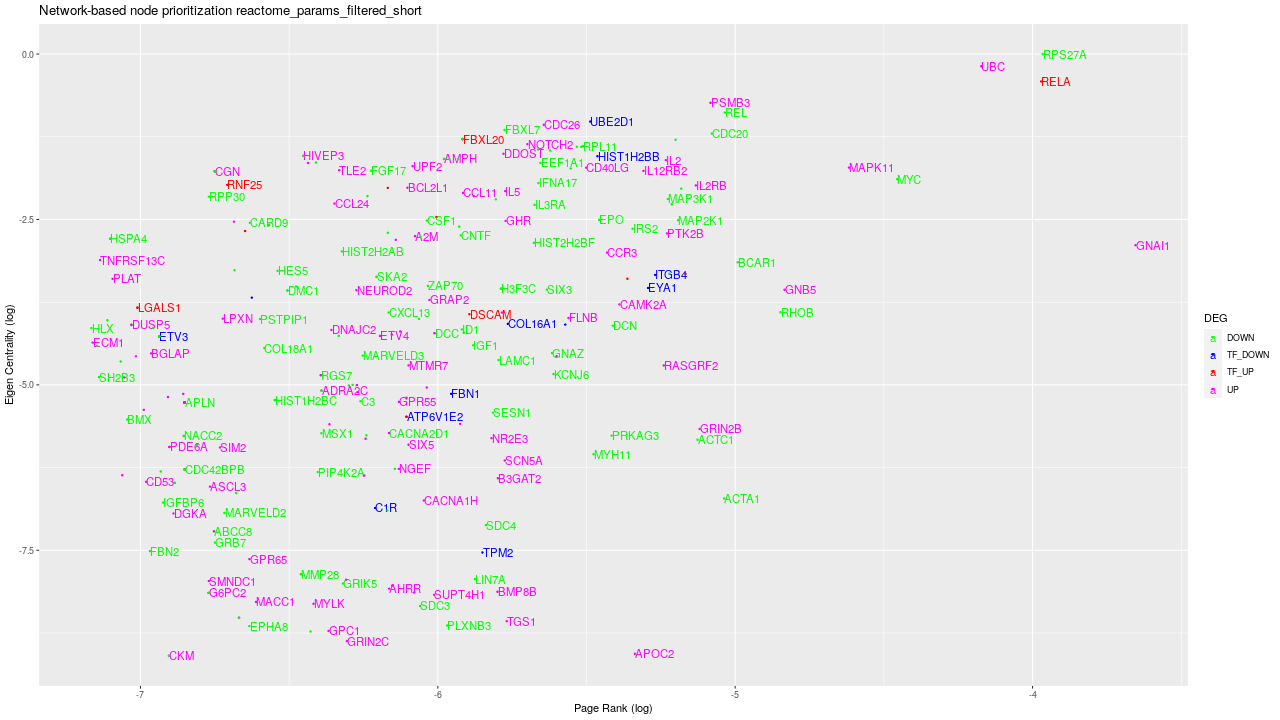 Network-based node prioritization reactome_params_filtered_short
0.0
RPS27A
UBC
RELA
PSMB3
REL
UBE2D1
CDC26
FBXL7
CDC20
FBXL20
NOTCH2
RPL11
DDOST
HIST1H2BB
HIVEP3
AMPH
EEF1A1
IL2
UPF2
CD40LG
MAPK11
CGN
TLE2
FGF17
IL12RB2
MYC
RNF25
BCL2L1
IFNA17
IL2RB
CCL11
IL5
RPP30
MAP3K1
CCL24
IL3RA
-2.5
CARD9
CSF1
GHR
EPO
MAP2K1
IRS2
PTK2B
HSPA4
A2M
CNTF
HIST2H2BF
GNAI1
HIST2H2AB
CCR3
TNFRSF13C
BCAR1
HES5
SKA2
ITGB4
PLAT
ZAP70
DMC1
NEUROD2
H3F3C
SIX3
EYA1
GNB5
GRAP2
CAMK2A
LGALS1
CXCL13
DSCAM
RHOB
LPXN
PSTPIP1
COL16A1
FLNB
DCN
HLX
DUSP5
DNAJC2
DCC
ID1
ETV3
ETV4
ECM1
COL18A1
IGF1
BGLAP
MARVELD3
LAMC1
GNAZ
MTMR7
RASGRF2
-5.0
SH2B3
RGS7
KCNJ6
ADRA2C
FBN1
APLN
HIST1H2BC
C3
GPR55
BMX
ATP6V1E2
SESN1
GRIN2B
NACC2
MSX1
CACNA2D1
NR2E3
PRKAG3
ACTC1
PDE6A
SIM2
SIX5
MYH11
SCN5A
CDC42BPB
PIP4K2A
NGEF
CD53
ASCL3
B3GAT2
IGFBP6
CACNA1H
ACTA1
DGKA
MARVELD2
C1R
SDC4
ABCC8
GRB7
-7.5
FBN2
TPM2
GPR65
MMP28
SMNDC1
GRIK5
LIN7A
G6PC2
AHRR
SUPT4H1
BMP8B
MACC1
MYLK
SDC3
EPHA8
GPC1
PLXNB3
TGS1
GRIN2C
CKM
APOC2
-7
-6
-5
-4
Page Rank (log)
Eigen Centrality (log)
DEG
a DOWN
a TF_DOWN
a TF_UP
a UP